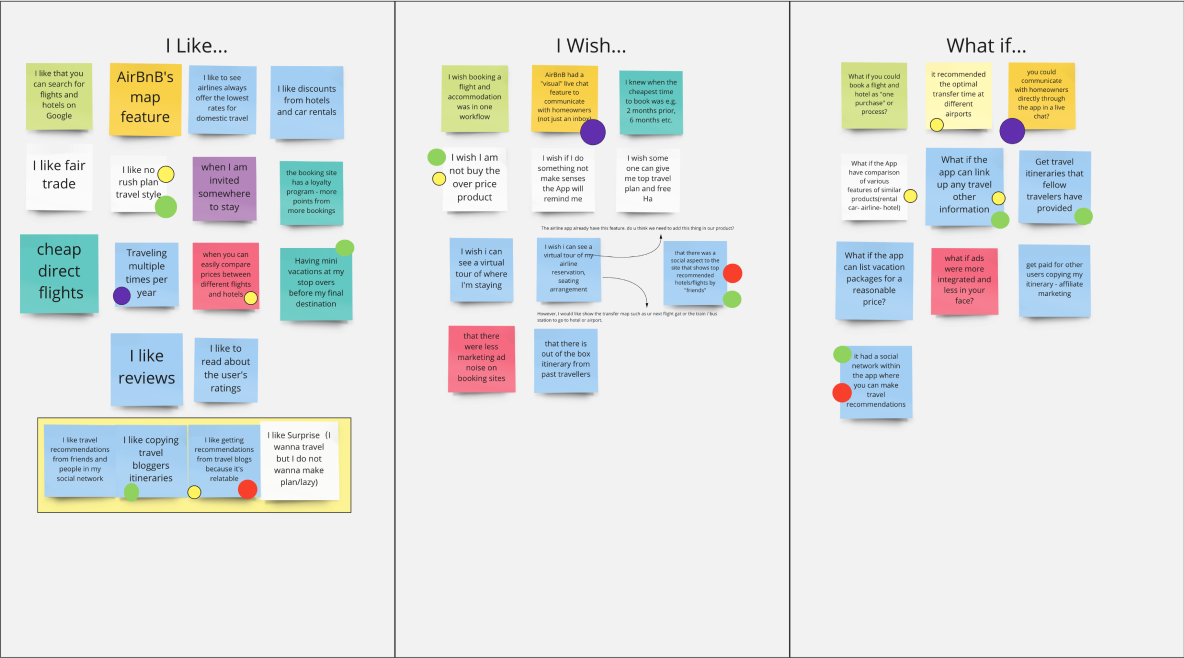 I Like...
I like that you
can search for
flights and
hotels on
Google
AirBnB's
map
feature
I like to see
airlines always
offer the lowest
rates for
domestic travel
I like discounts
from hotels
and car rentals
I like fair
trade
I like no
rush plan
travel style
when I am
invited
somewhere
to stay
the booking site
has a loyalty
program - more
points from
more bookings
cheap
direct
flights
Traveling
multiple
times per
year
when you can
easily compare
prices between
different flights
and hotels
Having mini
vacations at my
stop overs
before my final
destination
I like
reviews
I like to
read about
the user's
ratings
I like travel
recommendations
from friends and
people in my
social network
I like copying
travel
bloggers
itineraries
I like getting
recommendations
from travel blogs
because it's
relatable
I like Surprise (I
wanna travel
but I do not
wanna make
plan/lazy)
I Wish...
I wish booking a
flight and
accommodation
was in one
workflow
AirBnB had a
"visual" live chat
feature to
communicate
with homeowners
(not just an inbox)
I knew when the
cheapest time
to book was e.g.
2 months prior,
6 months etc.
I wish I am
not buy the
over price
product
I wish if I do
something not
make senses
the App will
remind me
I wish some
one can give
me top travel
plan and free
Ha
The airline app already have this feature. do u think we need to add this thing in our product?
I wish i can
see a virtual
tour of where
I'm staying
I wish i can see a
virtual tour of my
airline
reservation,
seating
arrangement
that there was a
social aspect to the
site that shows top
recommended
hotels/flights by
"friends"
However, I would like show the transfer map such as ur next flight gat or the train / bus
station to go to hotel or airport.
that there
were less
marketing ad
noise on
booking sites
that there is
out of the box
itinerary from
past travellers
What if...
What if you could
book a flight and
hotel as "one
purchase" or
process?
it recommended
the optimal
transfer time at
different
airports
you could
communicate
with homeowners
directly through
the app in a live
chat?
What if the App
have comparison
of various
features of similar
products(rental
car- airline- hotel)
What if the
app can link
up any travel
other
information
Get travel
itineraries that
fellow
travelers have
provided
What if the app
can list vacation
packages for a
reasonable
price?
what if ads
were more
integrated and
less in your
face?
get paid for other
users copying my
itinerary - affiliate
marketing
it had a social
network within
the app where
you can make
travel
recommendations